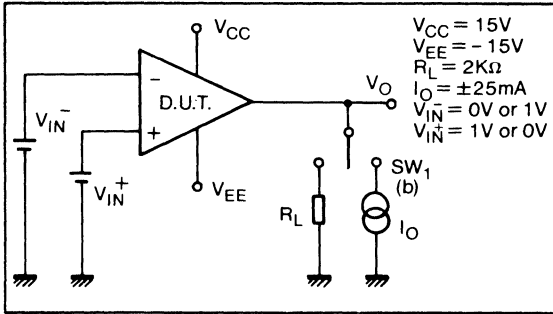 V_CC
V_CC = 15V
V_EE = -15V
R_L = 2KΩ
I_O = ±25mA
V_IN^- = 0V or 1V
V_IN^+ = 1V or 0V
V_O
-
D.U.T.
+
V_IN^-
V_IN^+
V_EE
SW_1
(b)
R_L
I_O